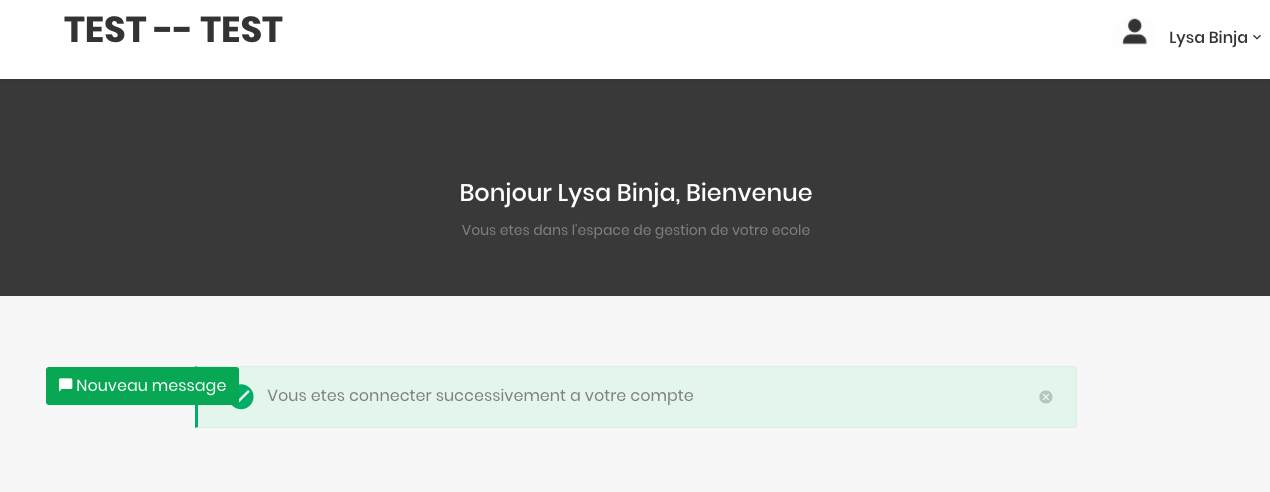 TEST -- TEST
Lysa Binja
Bonjour Lysa Binja, Bienvenue
Vous etes dans l'espace de gestion de votre ecole
Nouveau message
Vous etes connecter successivement a votre compte